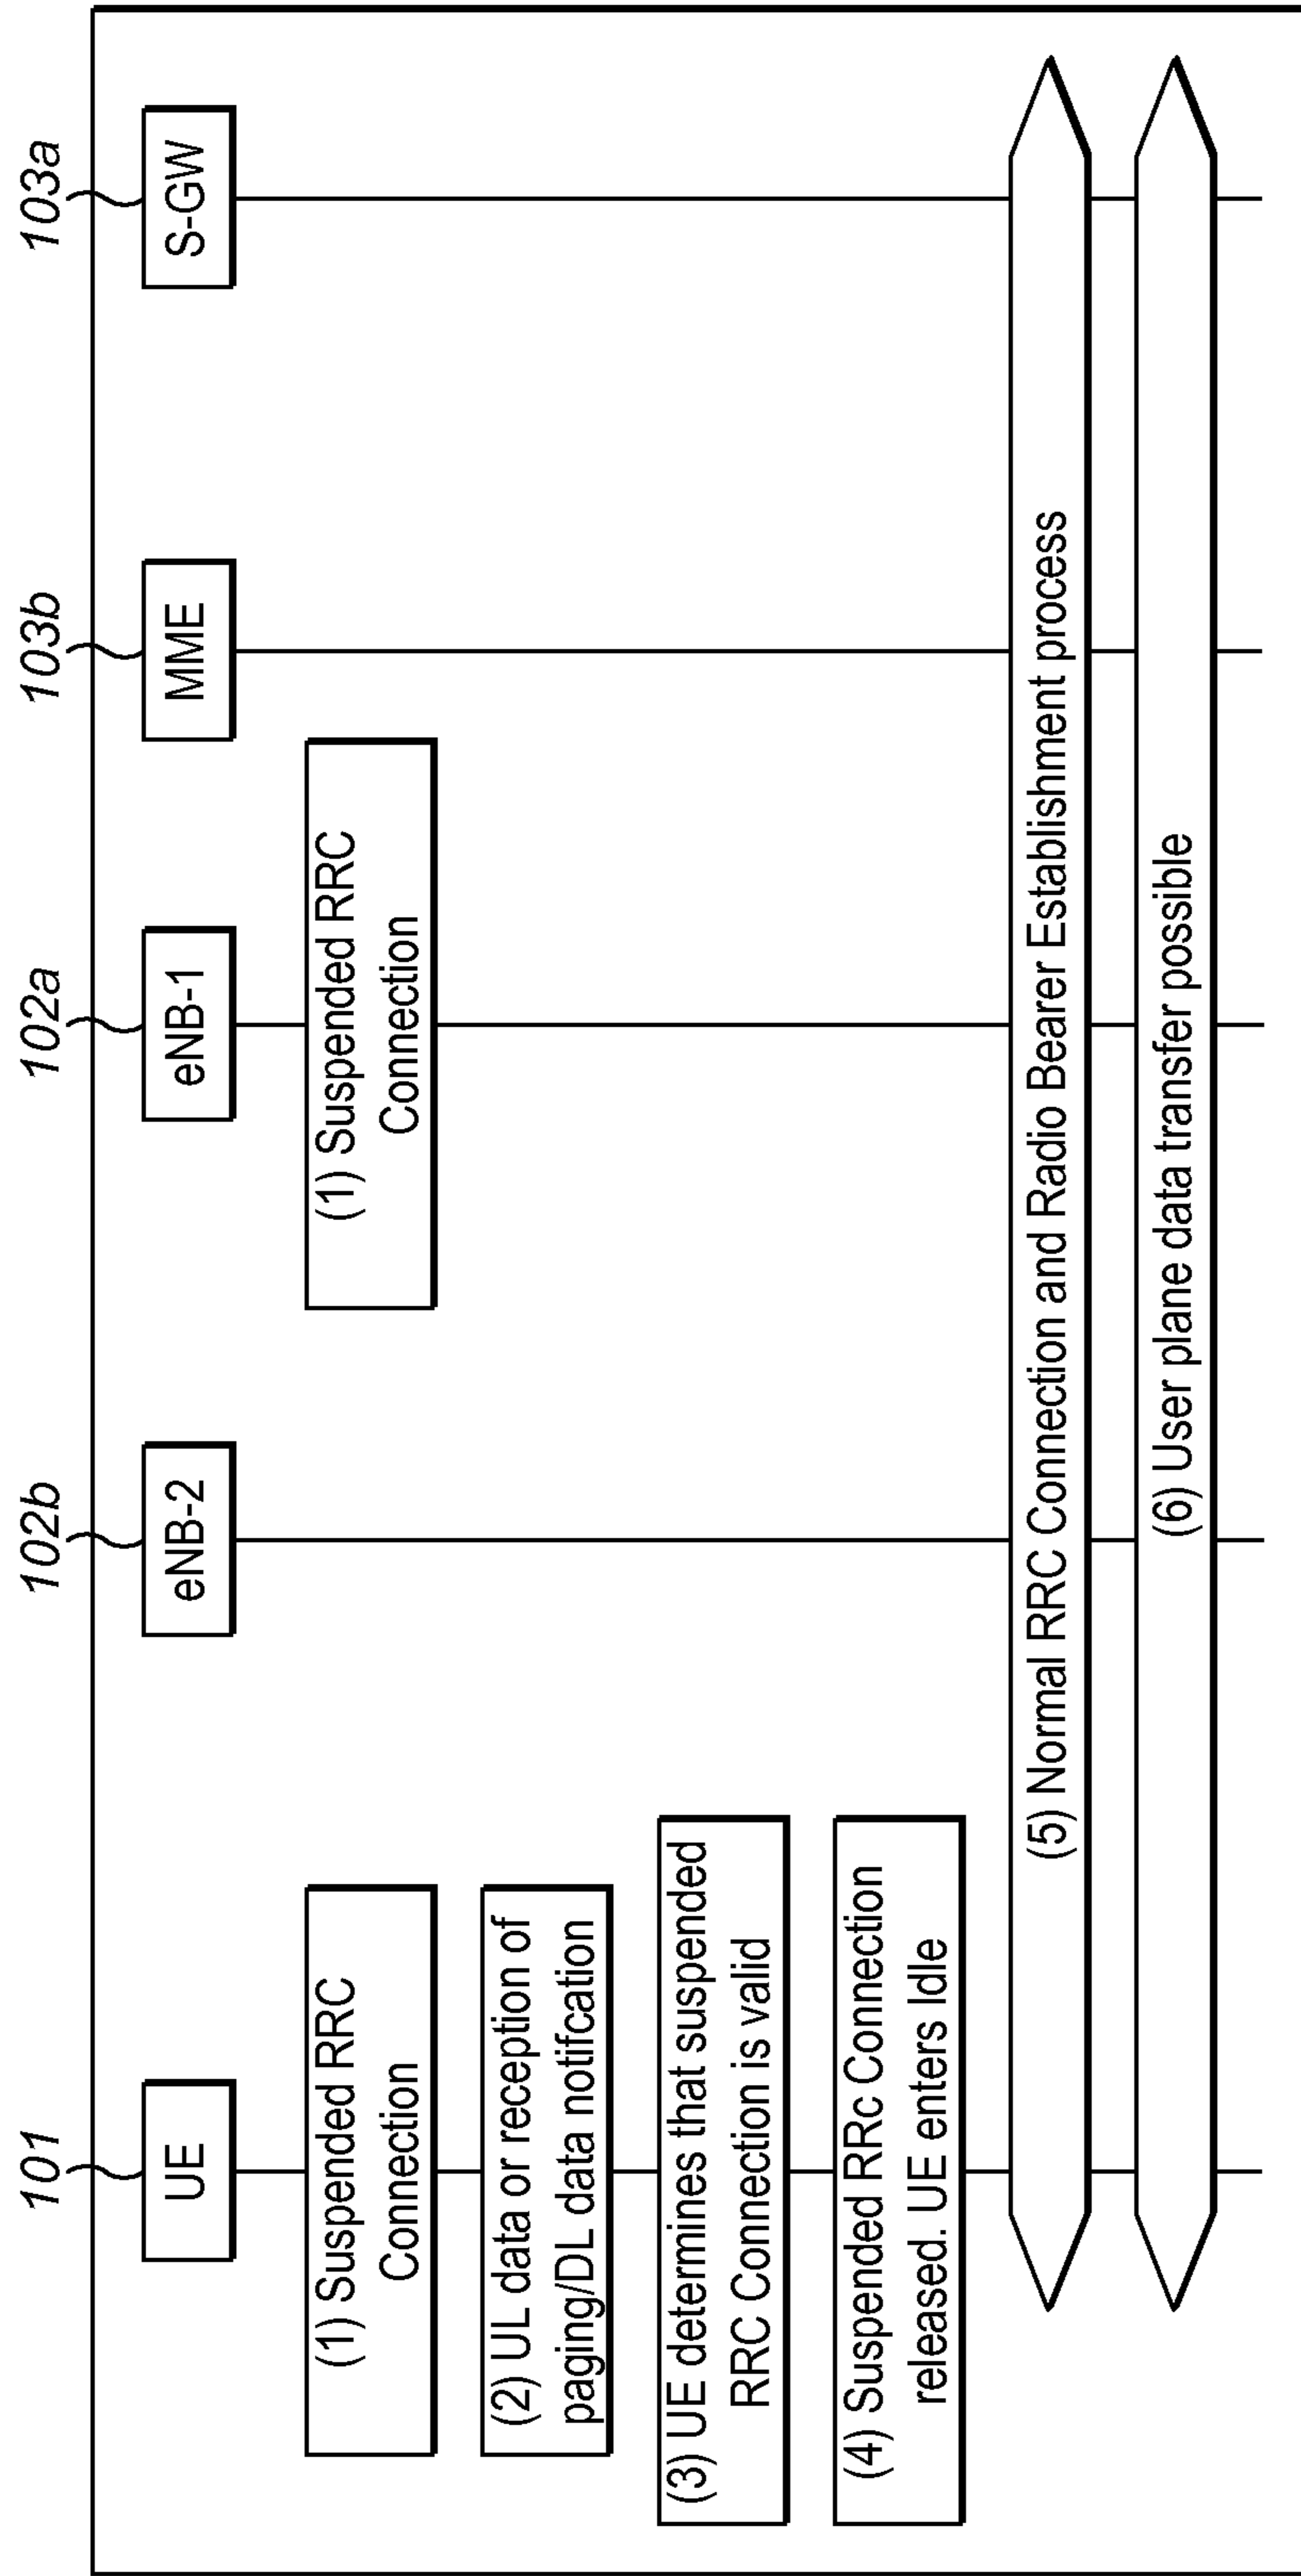 101
102b
102a
103b
103a
UE
eNB-2
eNB-1
MME
S-GW
(1) Suspended RRC
Connection
(1) Suspended RRC
Connection
(2) UL data or reception of
paging/DL data notifcation
(3) UE determines that suspended
RRC Connection is valid
(4) Suspended RRc Connection
released. UE enters Idle
(5) Normal RRC Connection and Radio Bearer Establishment process
(6) User plane data transfer possible